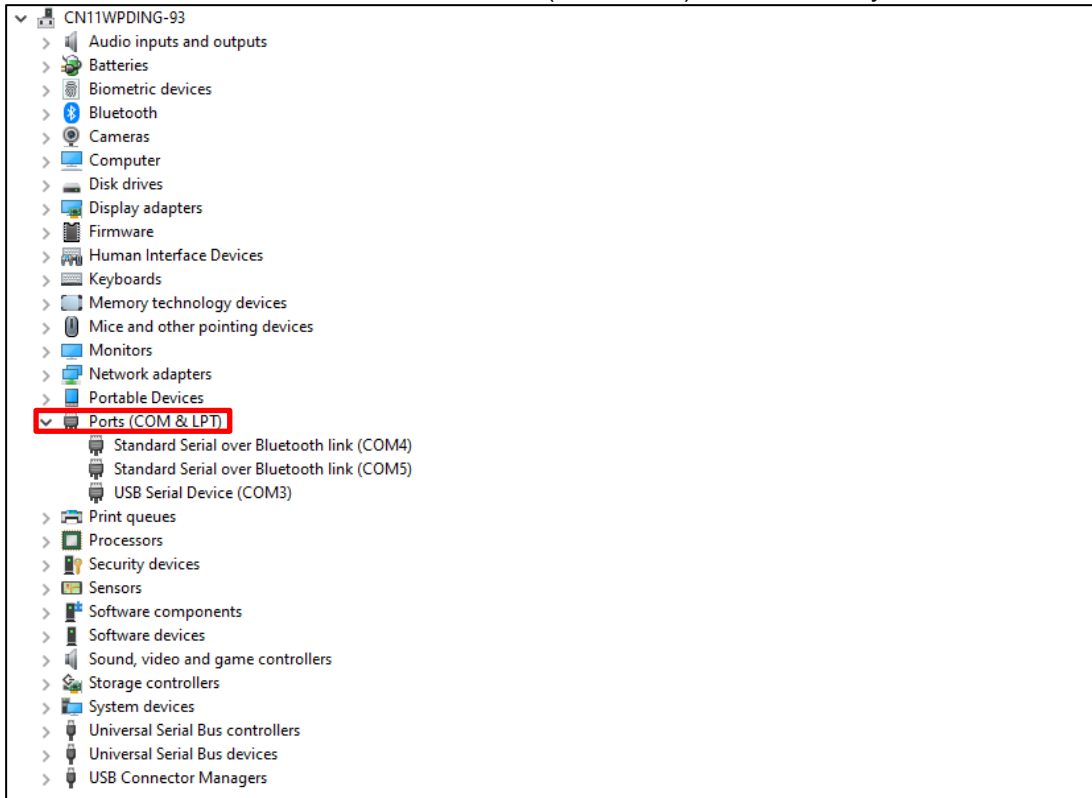 CN11WPDING-93
Audio inputs and outputs
Batteries
Biometric devices
Bluetooth
Cameras
Computer
Disk drives
Display adapters
Firmware
Human Interface Devices
Keyboards
Memory technology devices
Mice and other pointing devices
Monitors
Network adapters
Portable Devices
Ports (COM & LPT)
Standard Serial over Bluetooth link (COM4)
Standard Serial over Bluetooth link (COM5)
USB Serial Device (COM3)
Print queues
Processors
Security devices
Sensors
Software components
Software devices
Sound, video and game controllers
Storage controllers
System devices
Universal Serial Bus controllers
Universal Serial Bus devices
USB Connector Managers